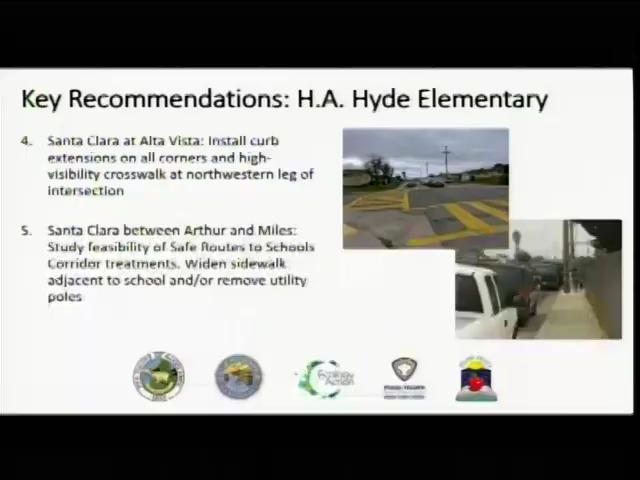 Key Recommendations: H.A. Hyde Elementary
4. Santa Clara at Alta Vista: Install curb
extensions on all corners and high-
visibility crosswalk at northwestern leg of
intersection
5. Santa Clara between Arthur and Miles:
Study feasibility of Safe Routes to Schools
Corridor treatments. Widen sidewalk
adjacent to school and/or remove utility
poles
Ecology
Action